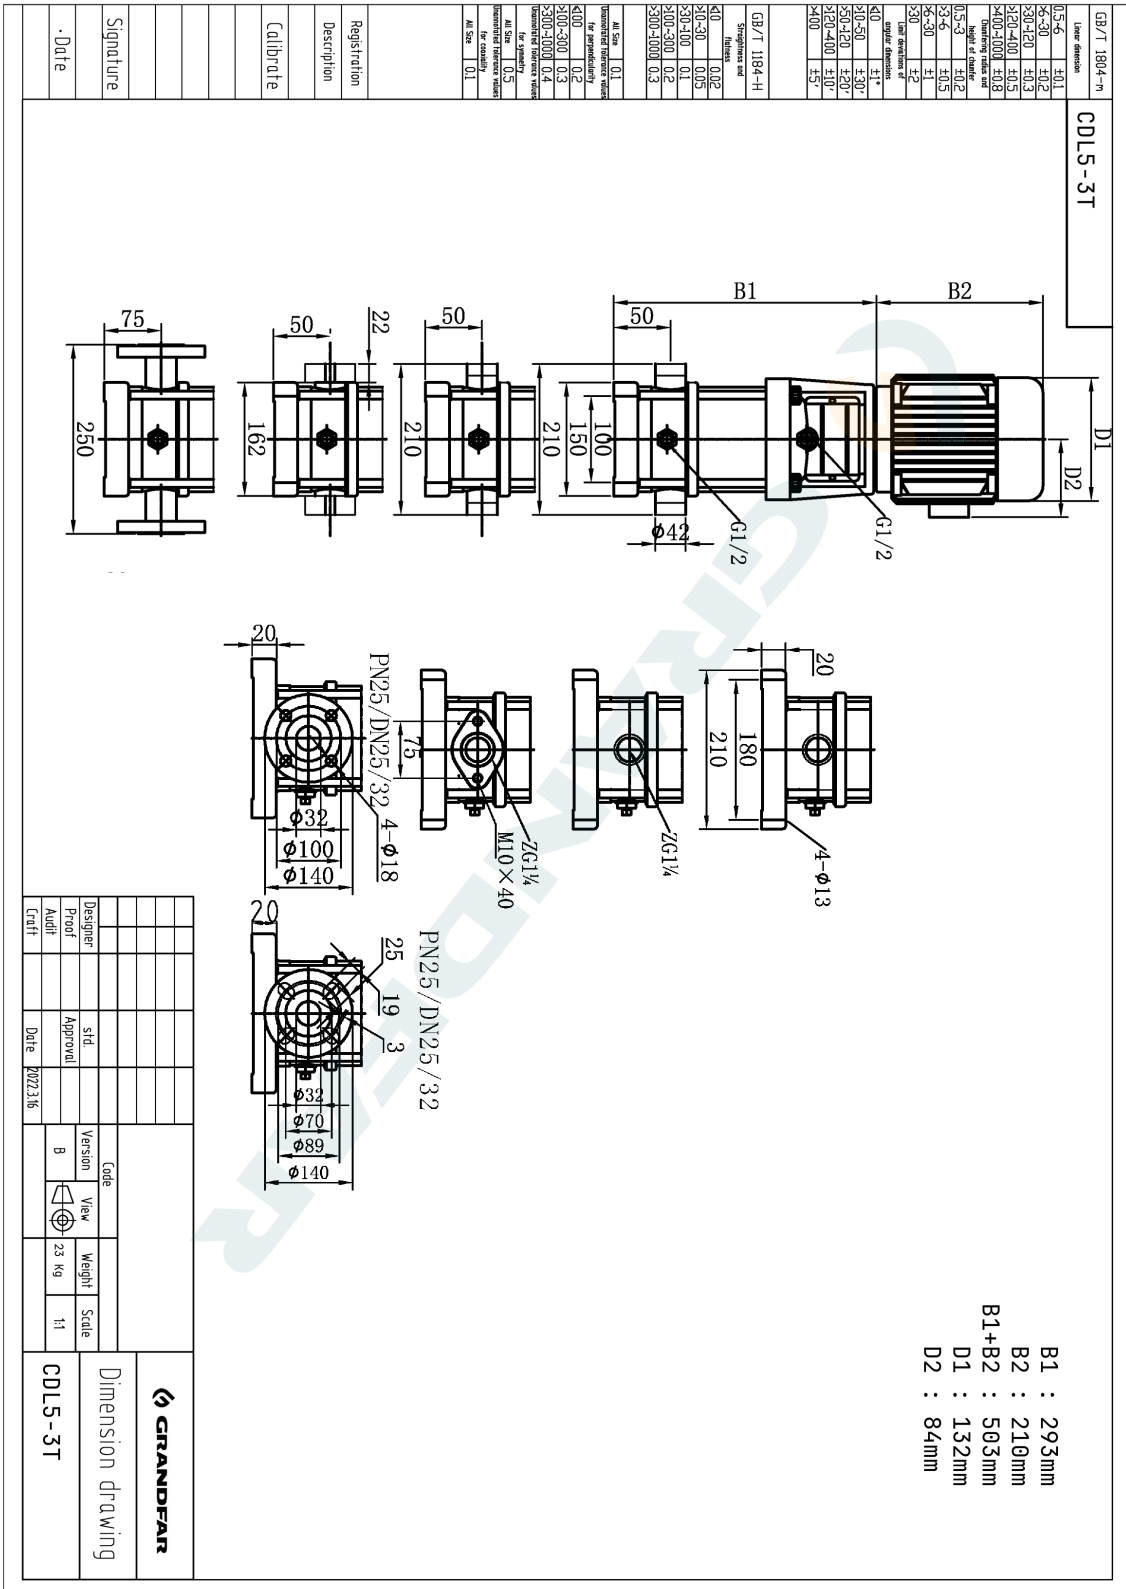 GB/T 1804-m
Linear dimension
0.5~6 ±0.1
>6~30 ±0.2
>30~120 ±0.3
>120~400 ±0.5
>400~1000 ±0.8
Chamfering radius and
height of chamfer
0.5~3 ±0.2
>3~6 ±0.5
>6~30 ±1
>30 ±2
Limit deviations of
angular dimensions
≤10 ±1°
>10~50 ±30'
>50~120 ±20'
>120~400 ±10'
>400 ±5'
GB/T 1184-H
Straightness and
flatness
≤10 0.02
>10~30 0.05
>30~100 0.1
>100~300 0.2
>300~1000 0.3
All Size 0.1
Unannotated tolerance values
for perpendicularity
≤100 0.2
>100~300 0.3
>300~1000 0.4
Unannotated tolerance values
for symmetry
All Size 0.5
Unannotated tolerance values
for coaxiality
All Size 0.1
Registration
Description
Calibrate
Signature
·Date
CDL5-3T
B2
B1
D1
D2
G1/2
G1/2
50
100
150
210
ϕ42
50
210
22
50
162
75
250
20
180
210
4-ϕ13
ZG1¼
ZG1¼
M10×40
75
PN25/DN25/32
20
4-ϕ18
ϕ32
ϕ100
ϕ140
PN25/DN25/32
20
25
19
3
ϕ32
ϕ70
ϕ89
ϕ140
GRANDFAR
B1 : 293mm
B2 : 210mm
B1+B2 : 503mm
D1 : 132mm
D2 : 84mm
Designer std.
Proof Approval
Audit
Craft Date 2022.3.16
Code
Version View Weight Scale
B 23 Kg 1:1
GRANDFAR
Dimension drawing
CDL5-3T